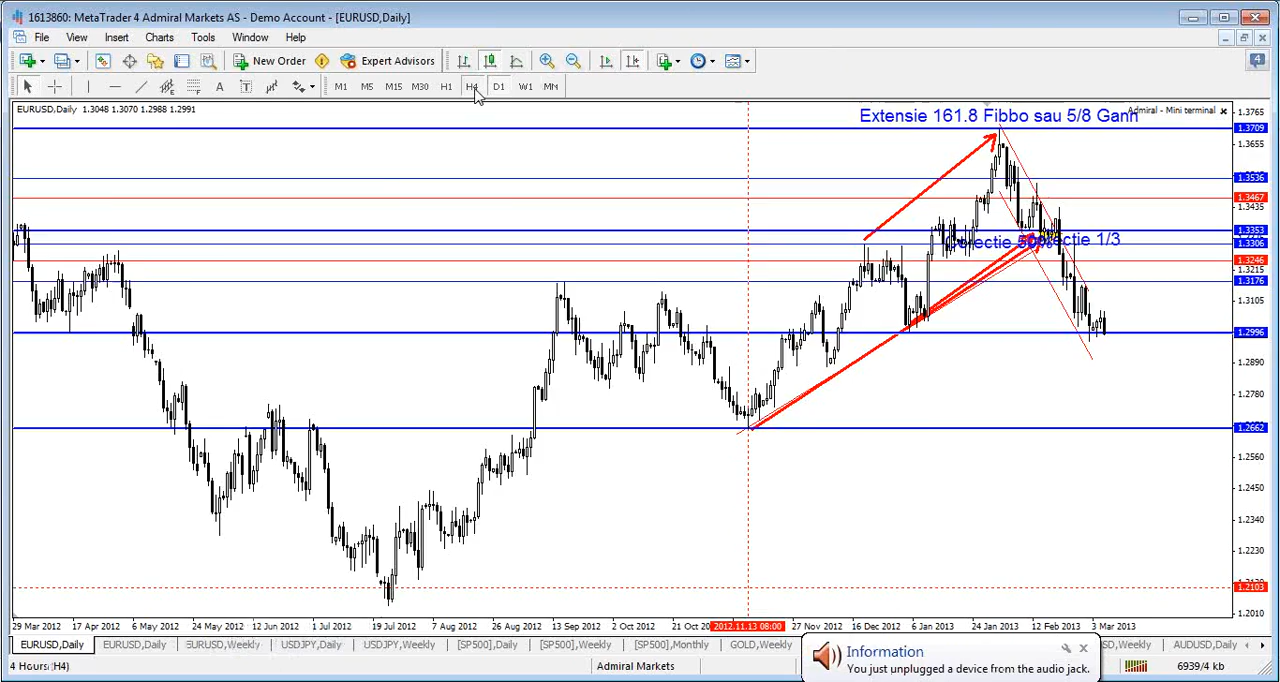 1613860: MetaTrader 4 Admiral Markets AS - Demo Account - [EURUSD,Daily]
File View Insert Charts Tools Window Help
New Order Expert Advisors 4
A T M1 M5 M15 M30 H1 H4 D1 W1 MN
EURUSD,Daily 1.3048 1.3070 1.2988 1.2991
Admiral - Mini terminal
Extensie 161.8 Fibbo sau 5/8 Gann
1.3765
1.3709
1.3655
1.3536
1.3467
1.3435
1.3353
1.3306
1.3246
1.3215
1.3176
1.3105
1.2996
1.2890
1.2780
1.2662
1.2560
1.2450
1.2340
1.2230
1.2103
1.2010
29 Mar 2012 17 Apr 2012 6 May 2012 24 May 2012 12 Jun 2012 1 Jul 2012 19 Jul 2012 7 Aug 2012 26 Aug 2012 13 Sep 2012 2 Oct 2012 21 Oct 2012.11.13 08:00 27 Nov 2012 16 Dec 2012 6 Jan 2013 24 Jan 2013 12 Feb 2013 3 Mar 2013
EURUSD,Daily EURUSD,Daily EURUSD,Weekly USDJPY,Daily USDJPY,Weekly [SP500],Daily [SP500],Weekly [SP500],Monthly GOLD,Weekly SD,Weekly AUDUSD,Daily
Information
You just unplugged a device from the audio jack.
4 Hours (H4) Admiral Markets 6939/4 kb